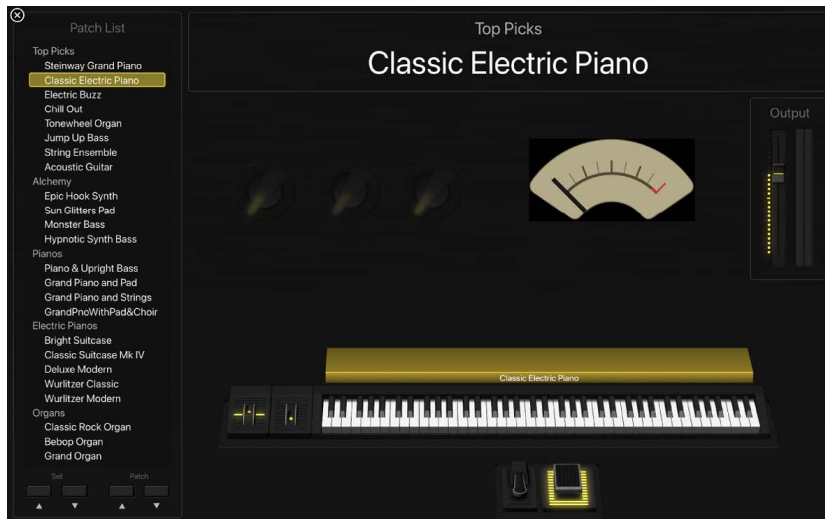 Patch List
Top Picks
Steinway Grand Piano
Classic Electric Piano
Electric Buzz
Chill Out
Tonewheel Organ
Jump Up Bass
String Ensemble
Acoustic Guitar
Alchemy
Epic Hook Synth
Sun Glitters Pad
Monster Bass
Hypnotic Synth Bass
Pianos
Piano & Upright Bass
Grand Piano and Pad
Grand Piano and Strings
GrandPnoWithPad&Choir
Electric Pianos
Bright Suitcase
Classic Suitcase Mk IV
Deluxe Modern
Wurlitzer Classic
Wurlitzer Modern
Organs
Classic Rock Organ
Bebop Organ
Grand Organ
Set Patch
Top Picks
Classic Electric Piano
Output
Classic Electric Piano